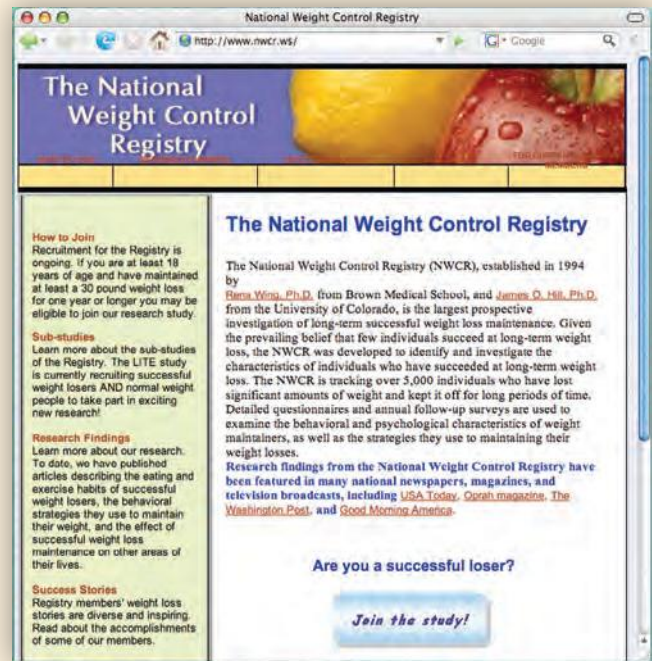 National Weight Control Registry
http://www.nwcr.ws/
G
Google
The National
Weight Control
Registry
How to Join
Recruitment for the Registry is
ongoing. If you are at least 18
years of age and have maintained
at least a 30 pound weight loss
for one year or longer you may be
eligible to join our research study.
Sub-studies
Learn more about the sub-studies
of the Registry. The LITE study
is currently recruiting successful
weight losers AND normal weight
people to take part in exciting
new research!
Research Findings
Learn more about our research.
To date, we have published
articles describing the eating and
exercise habits of successful
weight losers, the behavioral
strategies they use to maintain
their weight, and the effect of
successful weight loss
maintenance on other areas of
their lives.
Success Stories
Registry members' weight loss
stories are diverse and inspiring.
Read about the accomplishments
of some of our members.
The National Weight Control Registry
The National Weight Control Registry (NWCR), established in 1994
by
Rena Wing, Ph.D. from Brown Medical School, and James O. Hill, Ph.D.
from the University of Colorado, is the largest prospective
investigation of long-term successful weight loss maintenance. Given
the prevailing belief that few individuals succeed at long-term weight
loss, the NWCR was developed to identify and investigate the
characteristics of individuals who have succeeded at long-term weight
loss. The NWCR is tracking over 5,000 individuals who have lost
significant amounts of weight and kept it off for long periods of time.
Detailed questionnaires and annual follow-up surveys are used to
examine the behavioral and psychological characteristics of weight
maintainers, as well as the strategies they use to maintaining their
weight losses.
Research findings from the National Weight Control Registry have
been featured in many national newspapers, magazines, and
television broadcasts, including USA Today, Oprah magazine, The
Washington Post, and Good Morning America.
Are you a successful loser?
Join the study!